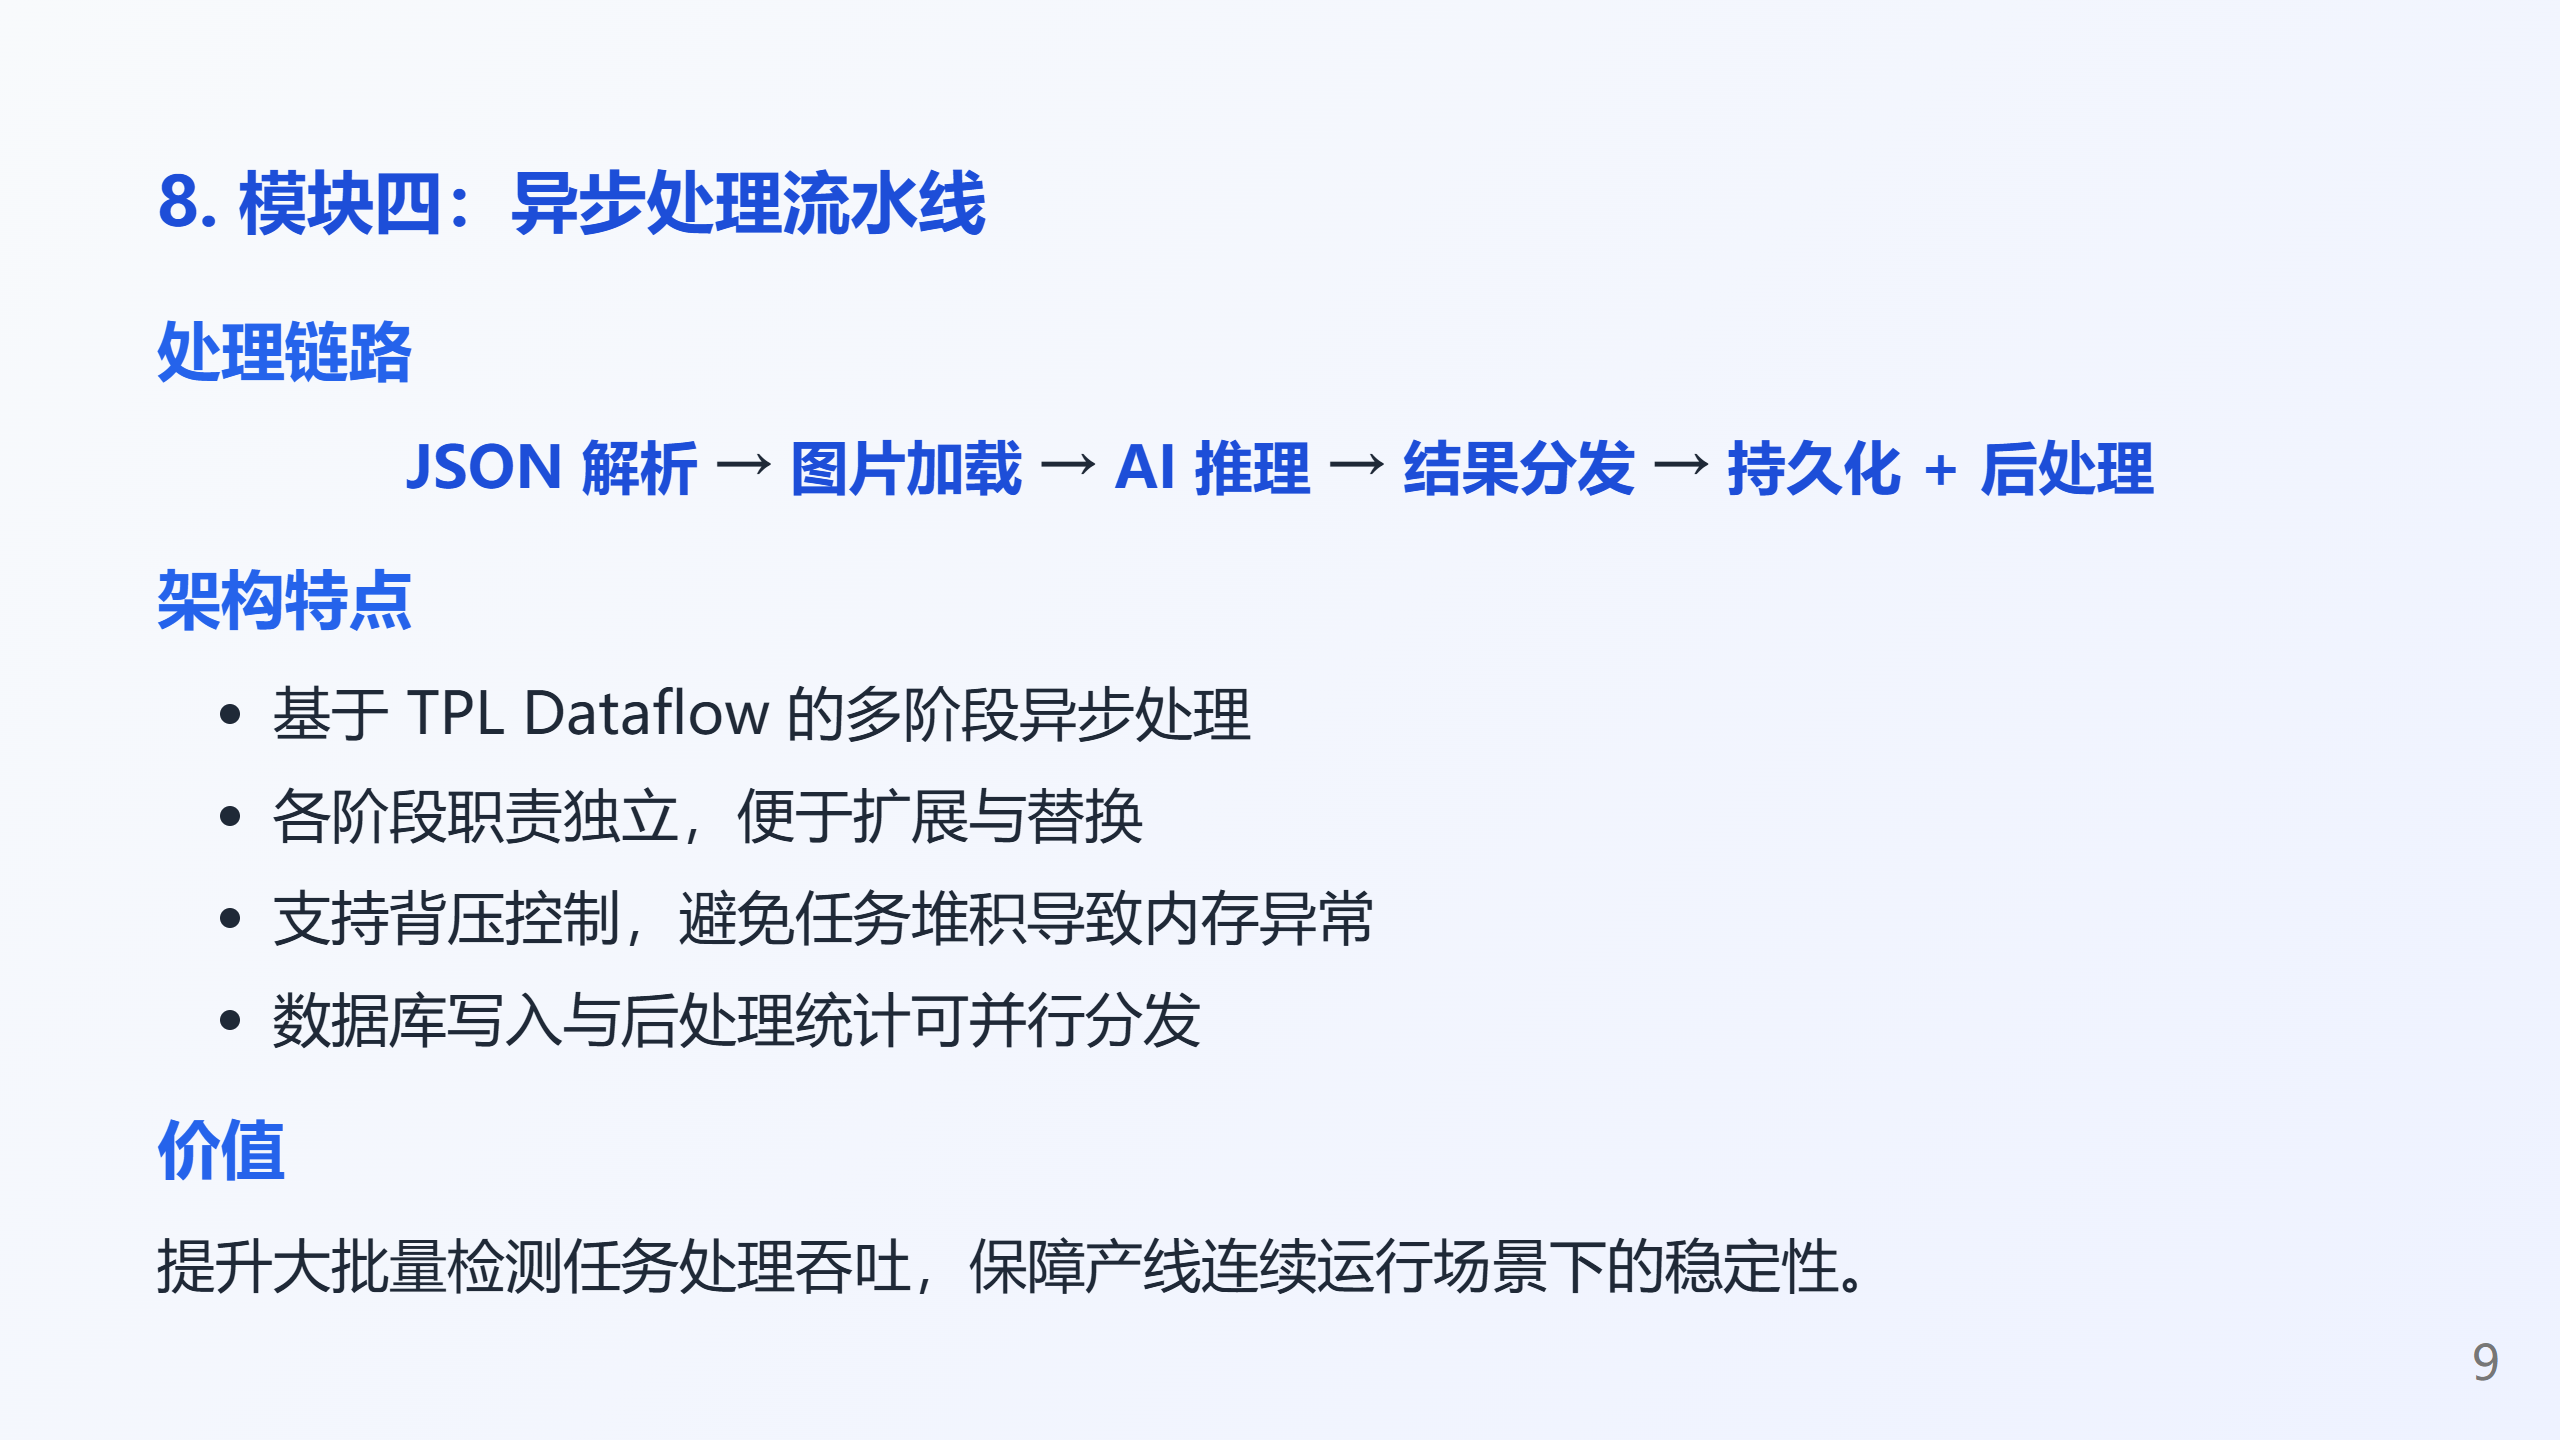 8. 模块四：异步处理流水线
处理链路
JSON 解析 → 图片加载 → AI 推理 → 结果分发 → 持久化 + 后处理
架构特点
• 基于 TPL Dataflow 的多阶段异步处理
• 各阶段职责独立，便于扩展与替换
• 支持背压控制，避免任务堆积导致内存异常
• 数据库写入与后处理统计可并行分发
价值
提升大批量检测任务处理吞吐，保障产线连续运行场景下的稳定性。
9